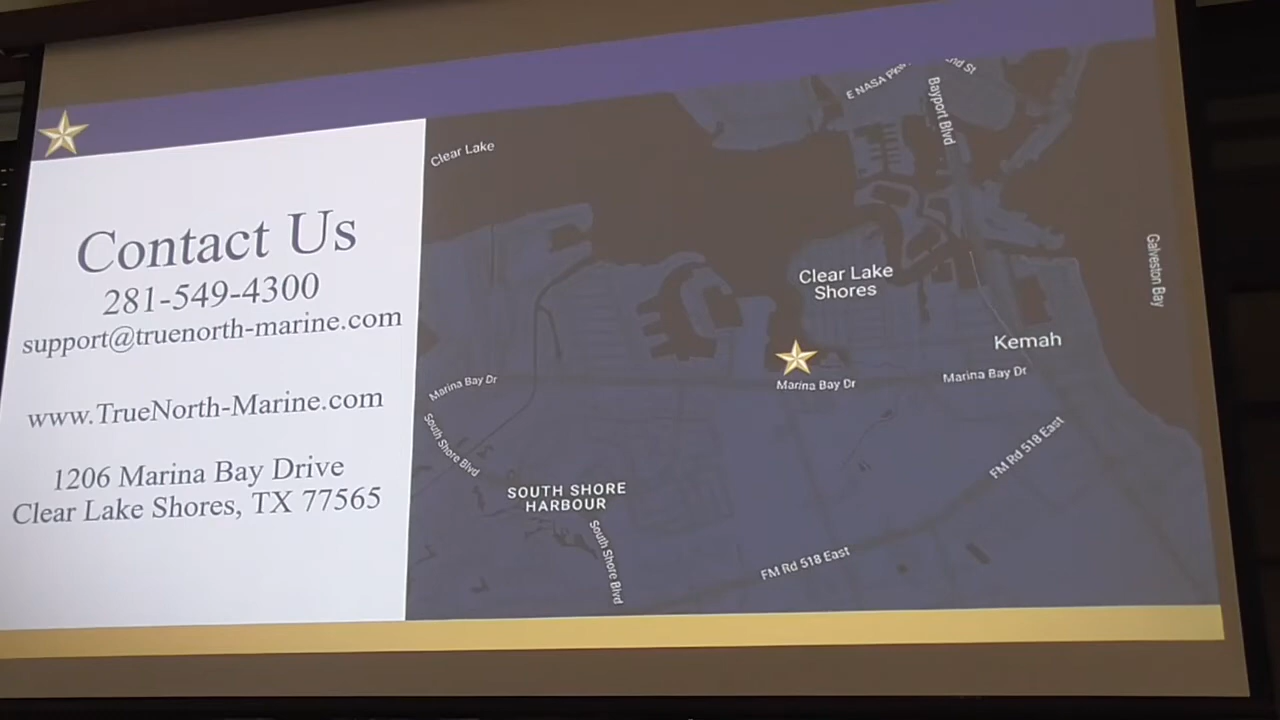 Contact Us
281-549-4300
support@truenorth-marine.com
www.TrueNorth-Marine.com
1206 Marina Bay Drive
Clear Lake Shores, TX 77565
E NASA Pkwy
Bayport Blvd
Clear Lake
Galveston Bay
Clear Lake
Shores
Kemah
Marina Bay Dr
Marina Bay Dr
Marina Bay Dr
South Shore Blvd
FM Rd 518 East
SOUTH SHORE
HARBOUR
South Shore Blvd
FM Rd 518 East